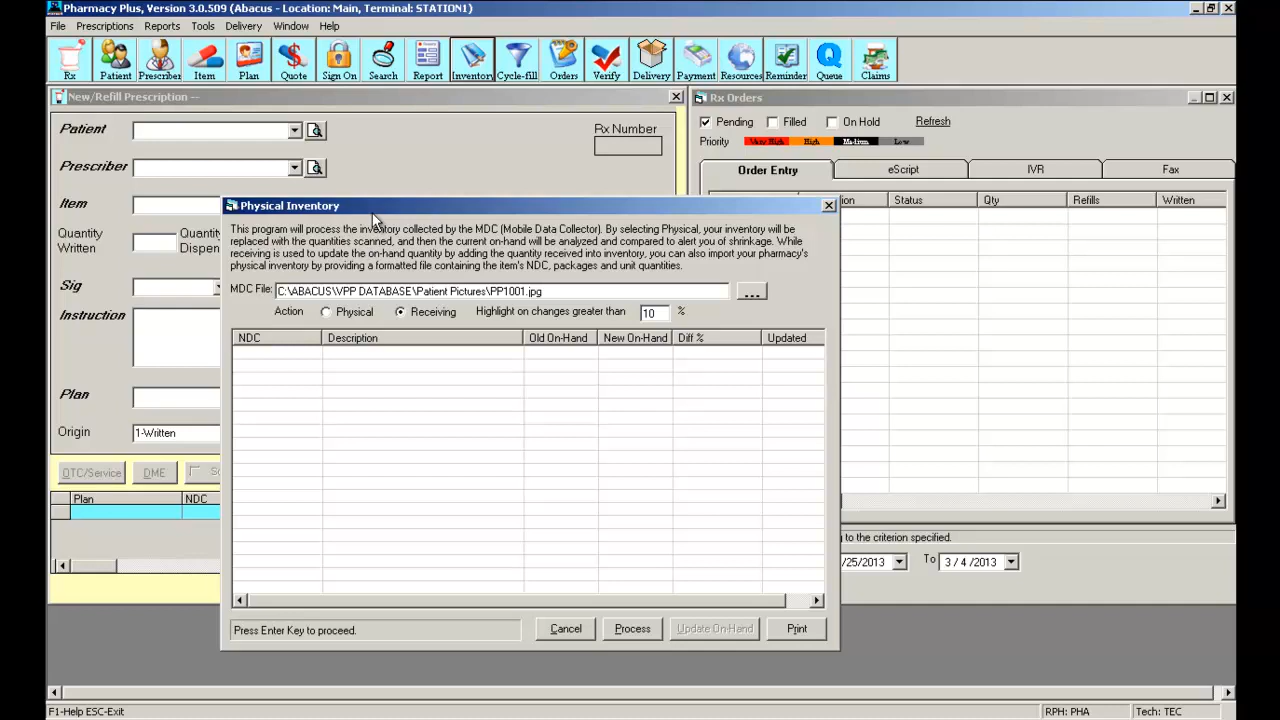 Pharmacy Plus, Version 3.0.509 (Abacus - Location: Main, Terminal: STATION1)
File Prescriptions Reports Tools Delivery Window Help
Rx Patient Prescriber Item Plan Quote Sign On Search Report Inventory Cycle-fill Orders Verify Delivery Payment Resources Reminder Queue Claims
New/Refill Prescription --
Patient
Rx Number
Prescriber
Item
Quantity Written
Quantity Dispen
Sig
Instruction
Plan
Origin 1-Written
OTC/Service DME
Plan NDC
Rx Orders
Pending Filled On Hold Refresh
Priority Very High High Medium Low
Order Entry eScript IVR Fax
ion Status Qty Refills Written
g to the criterion specified.
/25/2013 To 3 / 4 /2013
Physical Inventory
This program will process the inventory collected by the MDC (Mobile Data Collector). By selecting Physical, your inventory will be
replaced with the quantities scanned, and then the current on-hand will be analyzed and compared to alert you of shrinkage. While
receiving is used to update the on-hand quantity by adding the quantity received into inventory, you can also import your pharmacy's
physical inventory by providing a formatted file containing the item's NDC, packages and unit quantities.
MDC File: C:\ABACUS\VPP DATABASE\Patient Pictures\PP1001.jpg ...
Action Physical Receiving Highlight on changes greater than 10 %
NDC Description Old On-Hand New On-Hand Diff % Updated
Press Enter Key to proceed. Cancel Process Update On-Hand Print
F1-Help ESC-Exit RPH: PHA Tech: TEC